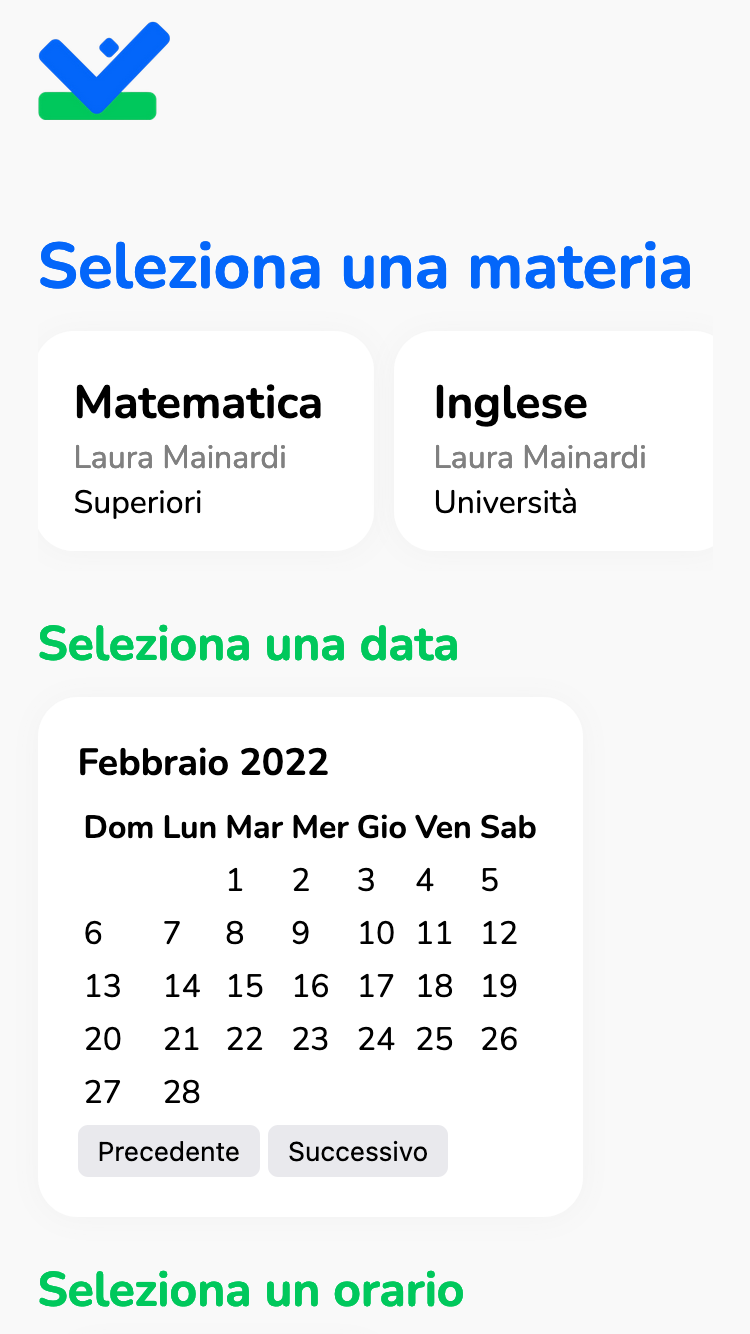 Seleziona una materia
Matematica
Laura Mainardi
Superiori
Inglese
Laura Mainardi
Università
Seleziona una data
Febbraio 2022
Dom Lun Mar Mer Gio Ven Sab
1 2 3 4 5
6 7 8 9 10 11 12
13 14 15 16 17 18 19
20 21 22 23 24 25 26
27 28
Precedente Successivo
Seleziona un orario